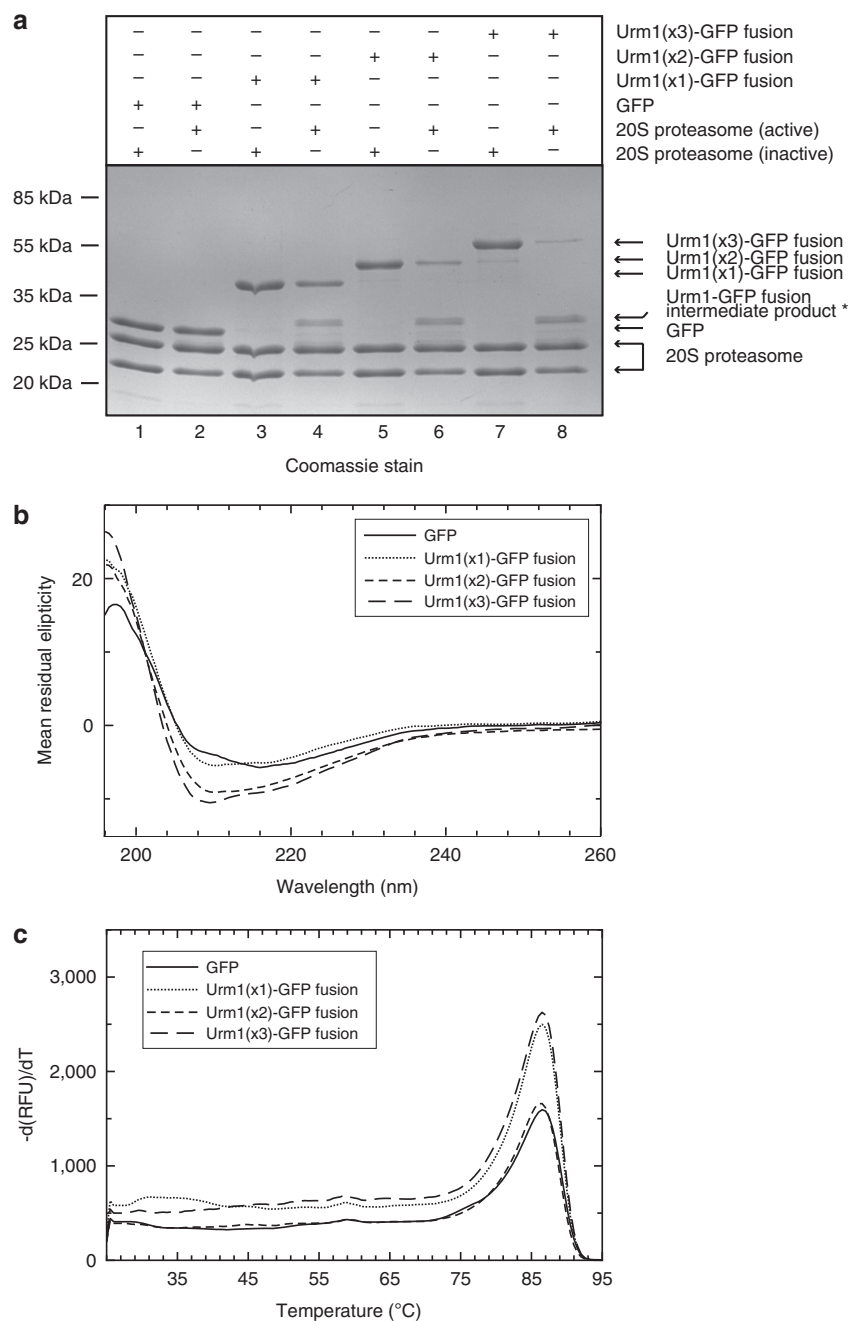 a
− − − − − − + + Urm1(x3)-GFP fusion
− − − − + + − − Urm1(x2)-GFP fusion
− − + + − − − − Urm1(x1)-GFP fusion
+ + − − − − − − GFP
− + − + − + − + 20S proteasome (active)
+ − + − + − + − 20S proteasome (inactive)
85 kDa
55 kDa
35 kDa
25 kDa
20 kDa
Urm1(x3)-GFP fusion
Urm1(x2)-GFP fusion
Urm1(x1)-GFP fusion
Urm1-GFP fusion
intermediate product *
GFP
20S proteasome
1 2 3 4 5 6 7 8
Coomassie stain
b
Mean residual elipticity
20
0
GFP
Urm1(x1)-GFP fusion
Urm1(x2)-GFP fusion
Urm1(x3)-GFP fusion
200 220 240 260
Wavelength (nm)
c
-d(RFU)/dT
3,000
2,000
1,000
0
GFP
Urm1(x1)-GFP fusion
Urm1(x2)-GFP fusion
Urm1(x3)-GFP fusion
35 45 55 65 75 85 95
Temperature (°C)